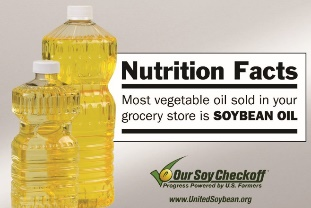 Nutrition Facts
Most vegetable oil sold in your
grocery store is SOYBEAN OIL
Our Soy Checkoff
Progress Powered by U.S. Farmers
www.UnitedSoybean.org